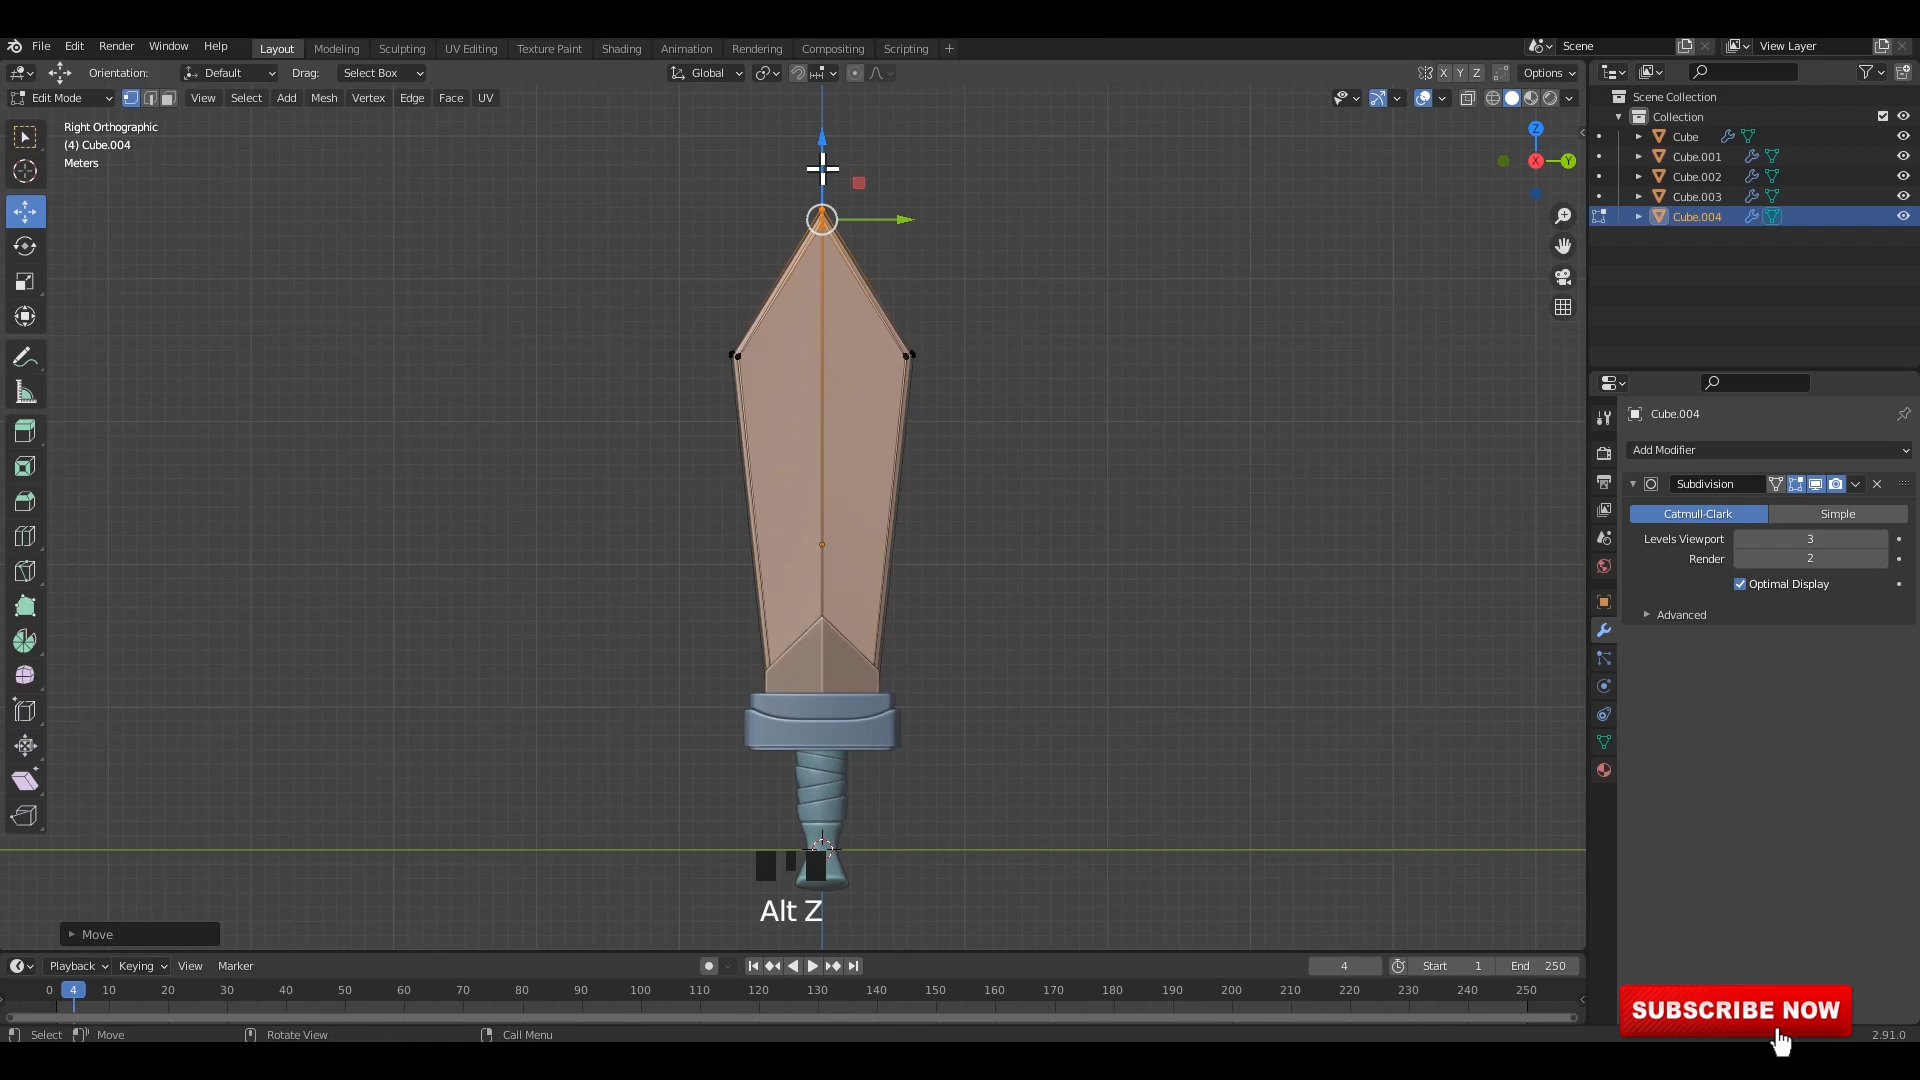 File Edit Render Window Help Layout Modeling Sculpting UV Editing Texture Paint Shading Animation Rendering Compositing Scripting + Scene View Layer
Orientation: Default Drag: Select Box Global X Y Z Options
Edit Mode View Select Add Mesh Vertex Edge Face UV
Right Orthographic
(4) Cube.004
Meters
Z
X
Y
Scene Collection
Collection
Cube
Cube.001
Cube.002
Cube.003
Cube.004
Cube.004
Add Modifier
Subdivision
Catmull-Clark Simple
Levels Viewport 3
Render 2
Optimal Display
Advanced
Alt Z
Move
Playback Keying View Marker 4 Start 1 End 250
0 4 10 20 30 40 50 60 70 80 90 100 110 120 130 140 150 160 170 180 190 200 210 220 230 240 250
SUBSCRIBE NOW
Select Move Rotate View Call Menu 2.91.0